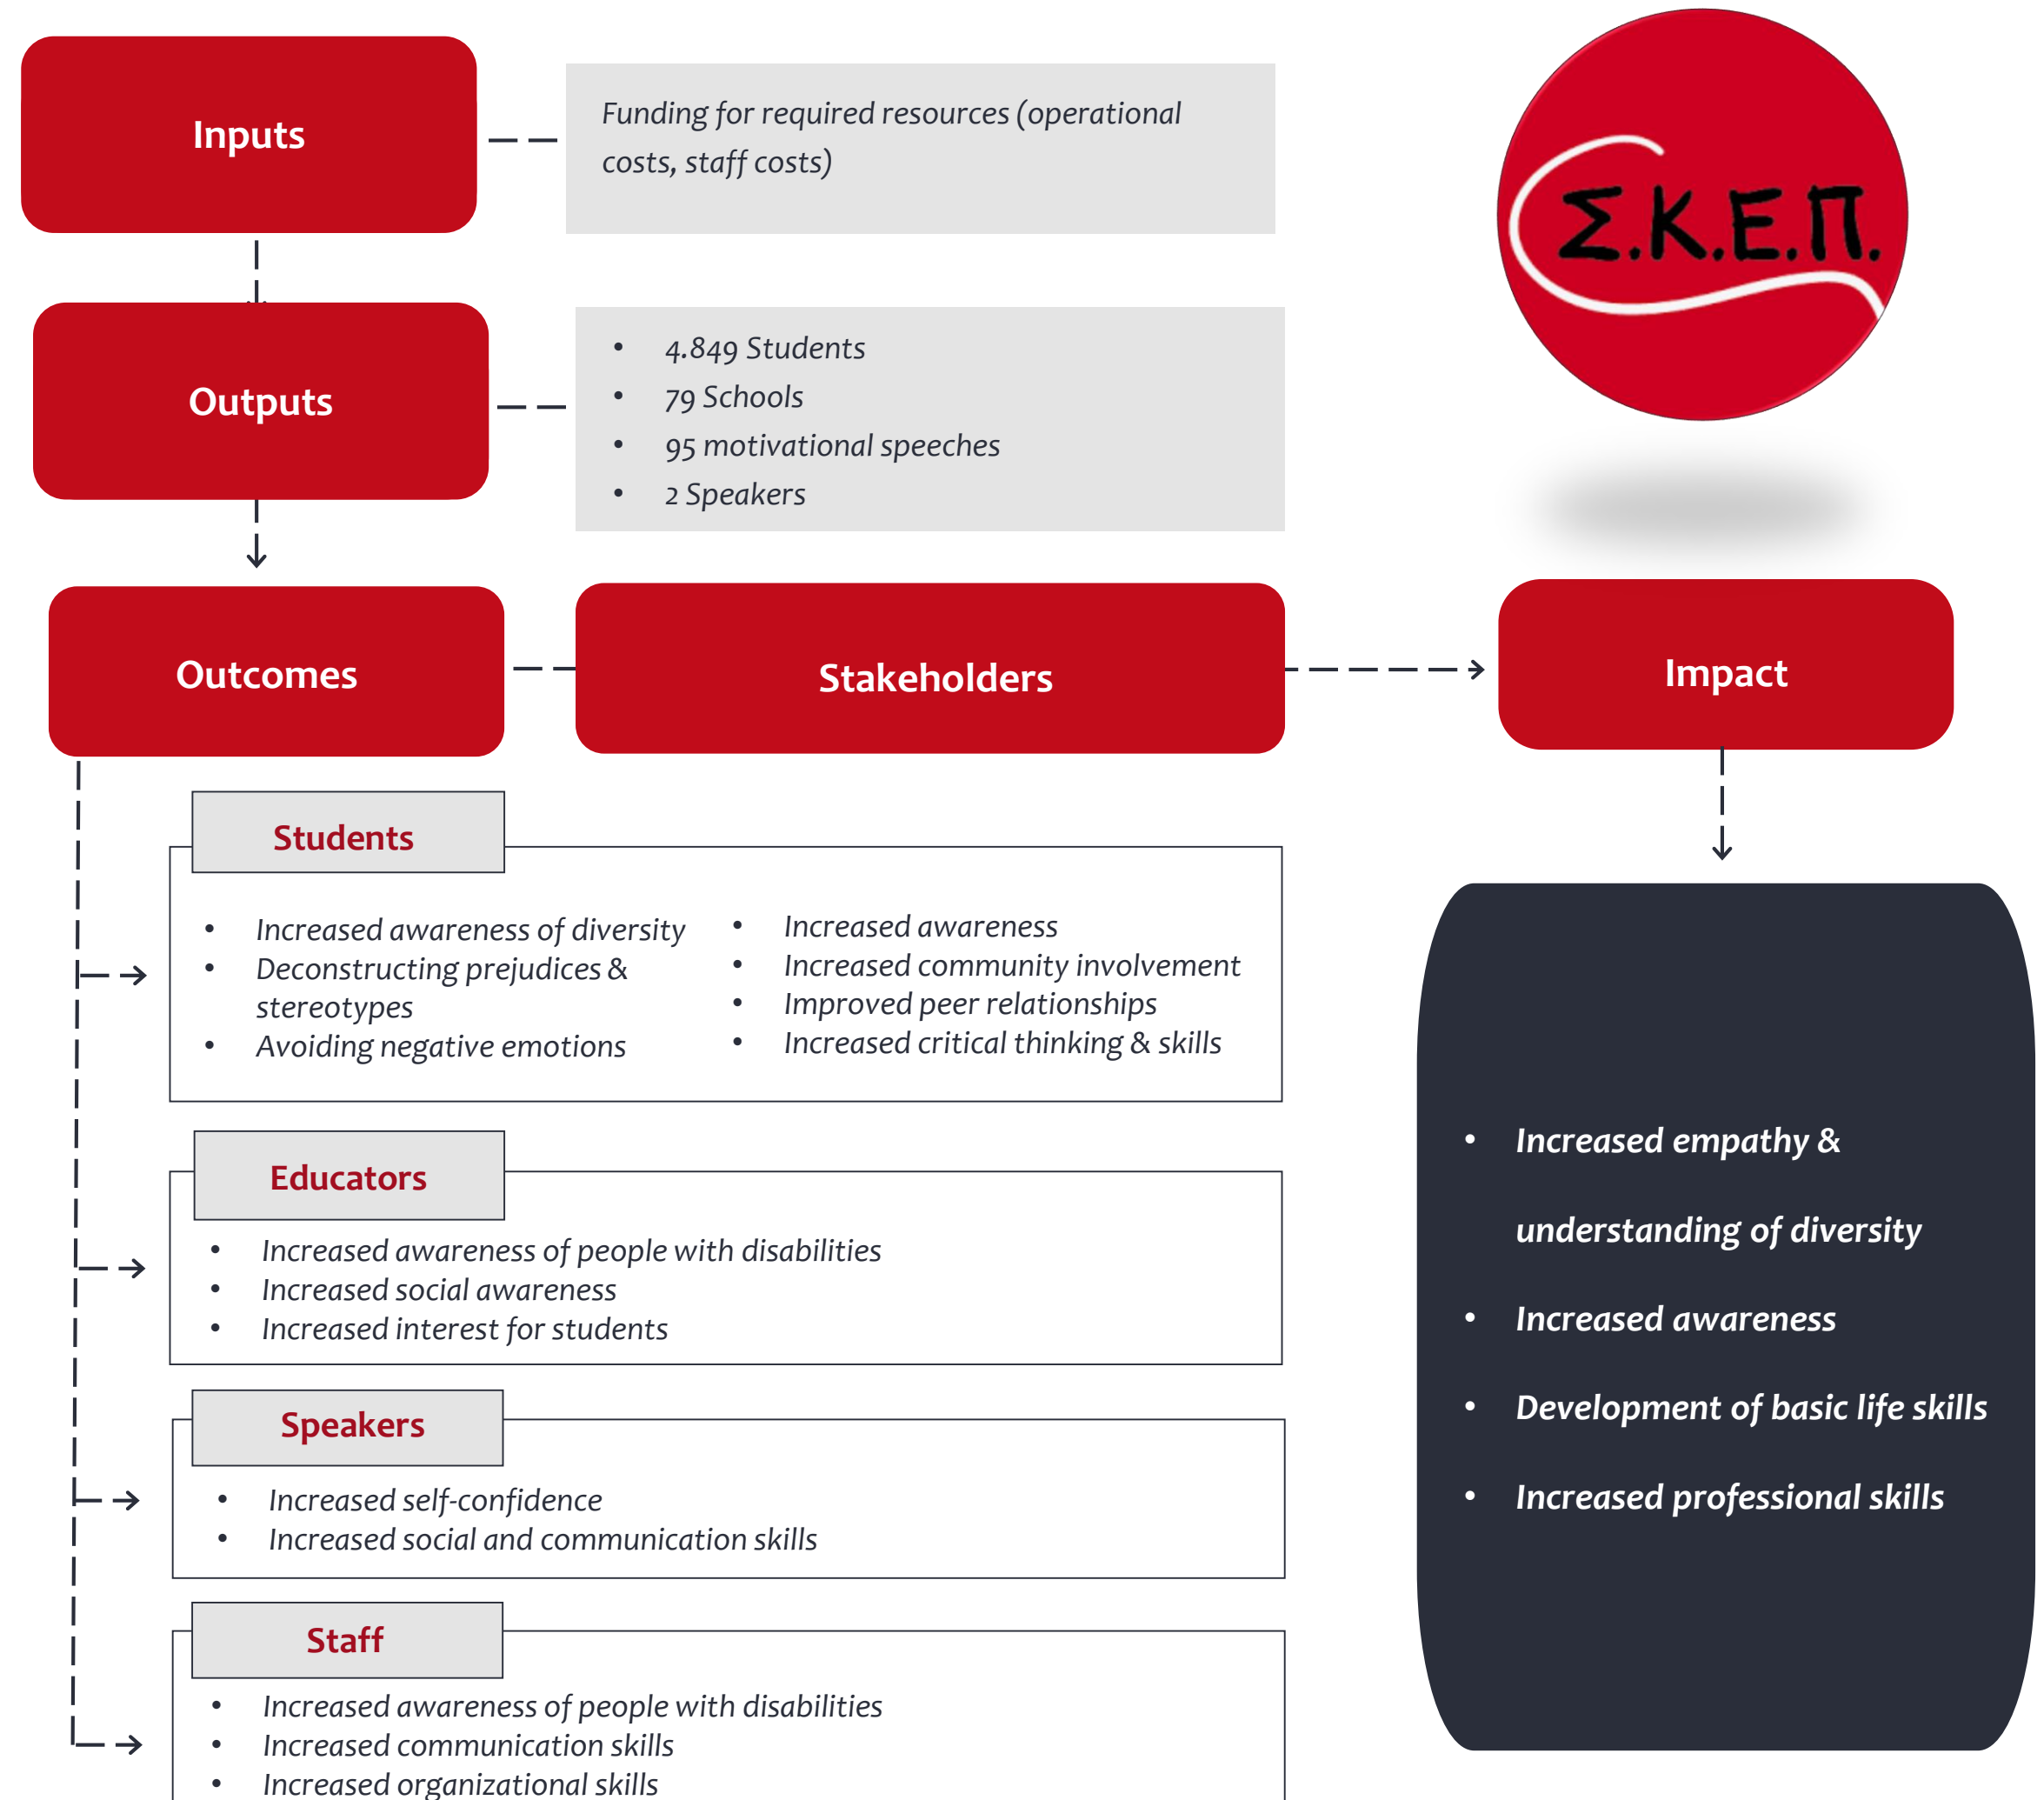 Inputs
Funding for required resources (operational
costs, staff costs)
Σ.Κ.Ε.Π.
Outputs
• 4.849 Students
• 79 Schools
• 95 motivational speeches
• 2 Speakers
Outcomes
Stakeholders
Impact
Students
• Increased awareness of diversity
• Deconstructing prejudices &
stereotypes
• Avoiding negative emotions
• Increased awareness
• Increased community involvement
• Improved peer relationships
• Increased critical thinking & skills
Educators
• Increased awareness of people with disabilities
• Increased social awareness
• Increased interest for students
Speakers
• Increased self-confidence
• Increased social and communication skills
Staff
• Increased awareness of people with disabilities
• Increased communication skills
• Increased organizational skills
• Increased empathy &
understanding of diversity
• Increased awareness
• Development of basic life skills
• Increased professional skills